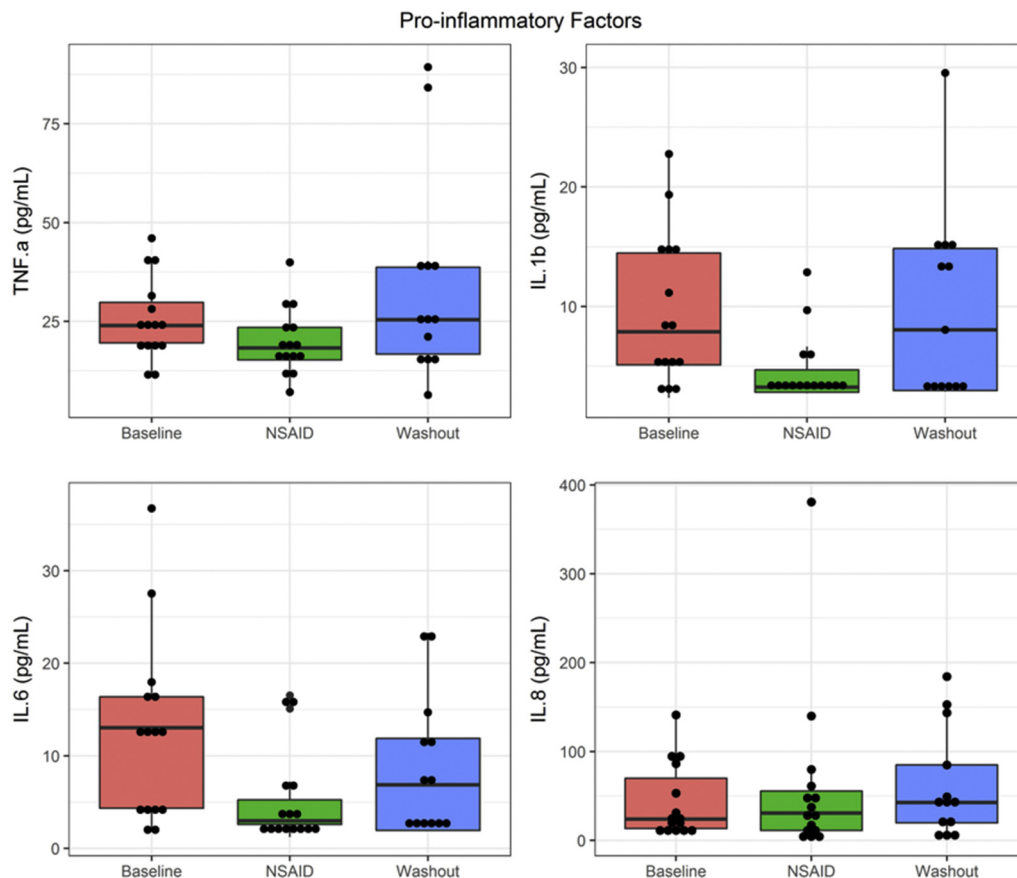 Pro-inflammatory Factors
TNF.a (pg/mL)
75
50
25
Baseline NSAID Washout
IL.1b (pg/mL)
30
20
10
Baseline NSAID Washout
IL.6 (pg/mL)
30
20
10
0
Baseline NSAID Washout
IL.8 (pg/mL)
400
300
200
100
0
Baseline NSAID Washout